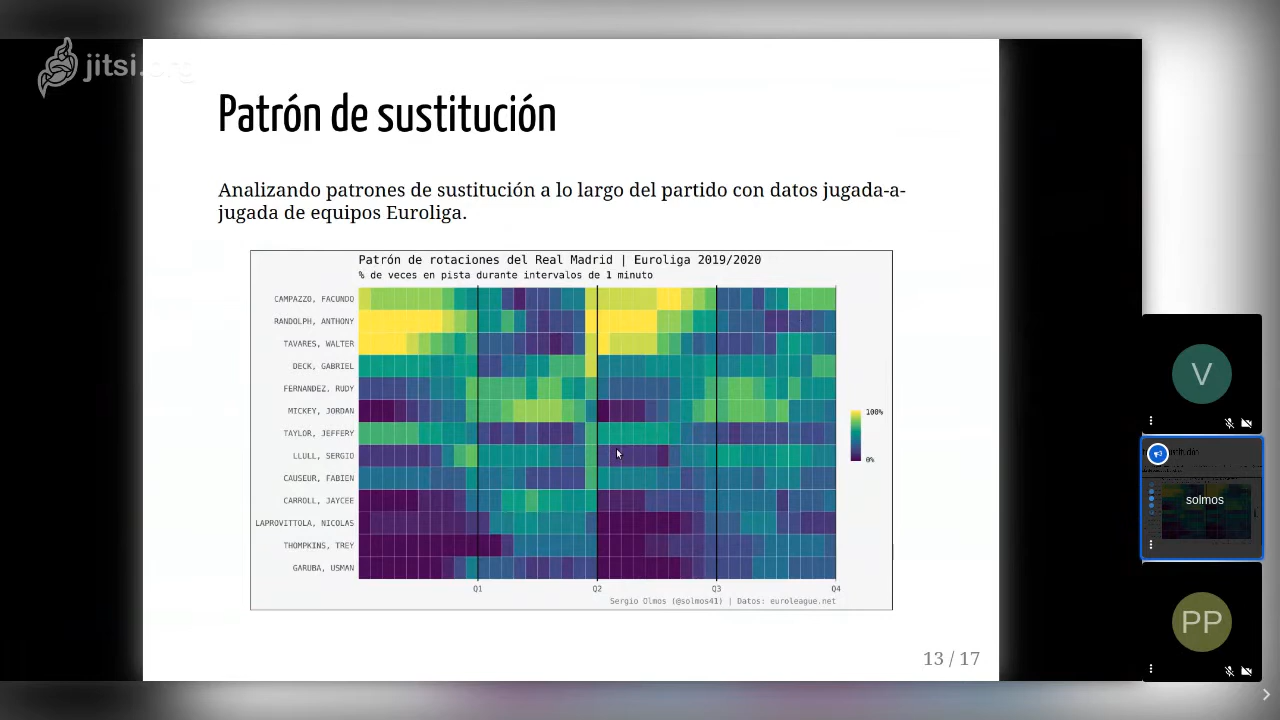 jitsi.org
Patrón de sustitución
Analizando patrones de sustitución a lo largo del partido con datos jugada-a-
jugada de equipos Euroliga.
Patrón de rotaciones del Real Madrid | Euroliga 2019/2020
% de veces en pista durante intervalos de 1 minuto
CAMPAZZO, FACUNDO
RANDOLPH, ANTHONY
TAVARES, WALTER
DECK, GABRIEL
FERNANDEZ, RUDY
MICKEY, JORDAN
TAYLOR, JEFFERY
LLULL, SERGIO
CAUSEUR, FABIEN
CARROLL, JAYCEE
LAPROVITTOLA, NICOLAS
THOMPKINS, TREY
GARUBA, USMAN
100%
0%
Q1 Q2 Q3 Q4
Sergio Olmos (@solmos41) | Datos: euroleague.net
13 / 17
V
solmos
PP